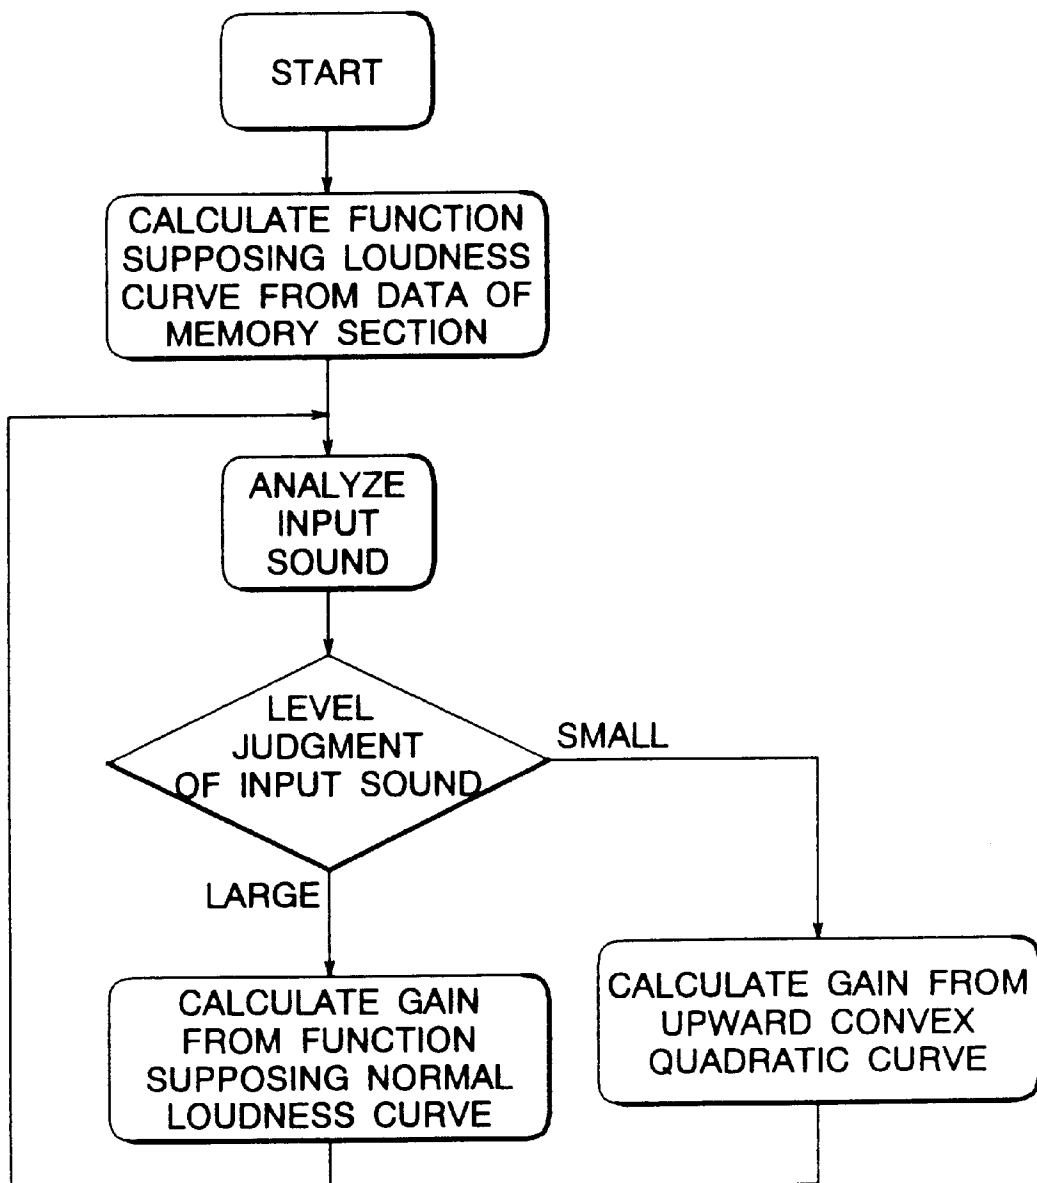 START
CALCULATE FUNCTION
SUPPOSING LOUDNESS
CURVE FROM DATA OF
MEMORY SECTION
ANALYZE
INPUT
SOUND
LEVEL
JUDGMENT
OF INPUT SOUND
SMALL
LARGE
CALCULATE GAIN
FROM FUNCTION
SUPPOSING NORMAL
LOUDNESS CURVE
CALCULATE GAIN FROM
UPWARD CONVEX
QUADRATIC CURVE